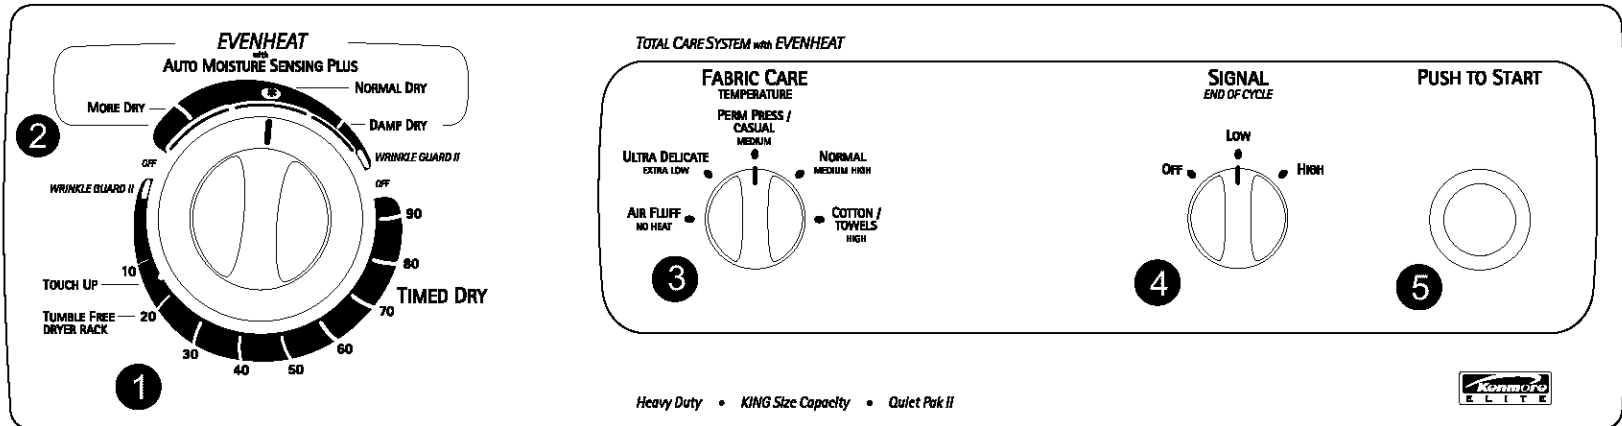 EVENHEAT
with
AUTO MOISTURE SENSING PLUS
MORE DRY
NORMAL DRY
DAMP DRY
2
OFF
WRINKLE GUARD II
WRINKLE GUARD II
OFF
90
80
TIMED DRY
70
60
50
40
30
20
10
TOUCH UP
TUMBLE FREE
DRYER RACK
1
TOTAL CARE SYSTEM with EVENHEAT
FABRIC CARE
TEMPERATURE
PERM PRESS /
CASUAL
MEDIUM
ULTRA DELICATE
EXTRA LOW
NORMAL
MEDIUM HIGH
AIR FLUFF
NO HEAT
COTTON /
TOWELS
HIGH
3
SIGNAL
END OF CYCLE
LOW
OFF
HIGH
4
PUSH TO START
5
Heavy Duty • KING Size Capacity • Quiet Pak II
Kenmore
ELITE